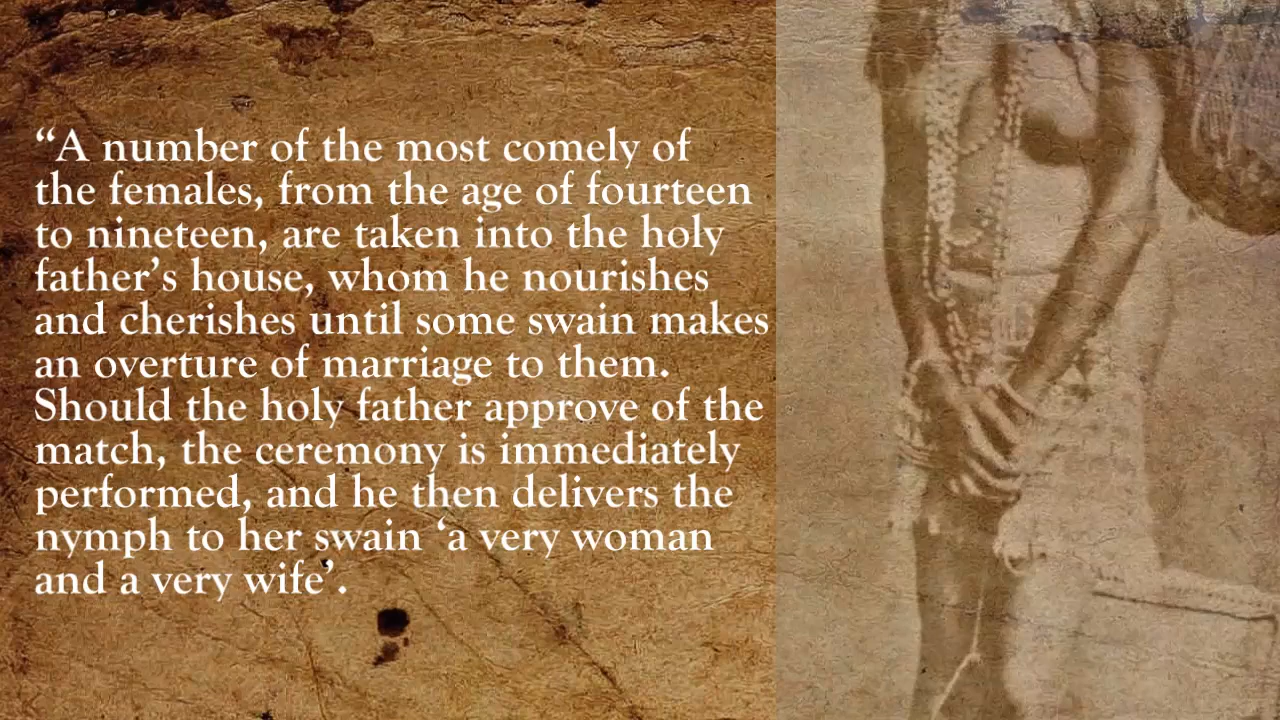 “A number of the most comely of
the females, from the age of fourteen
to nineteen, are taken into the holy
father’s house, whom he nourishes
and cherishes until some swain makes
an overture of marriage to them.
Should the holy father approve of the
match, the ceremony is immediately
performed, and he then delivers the
nymph to her swain ‘a very woman
and a very wife’.